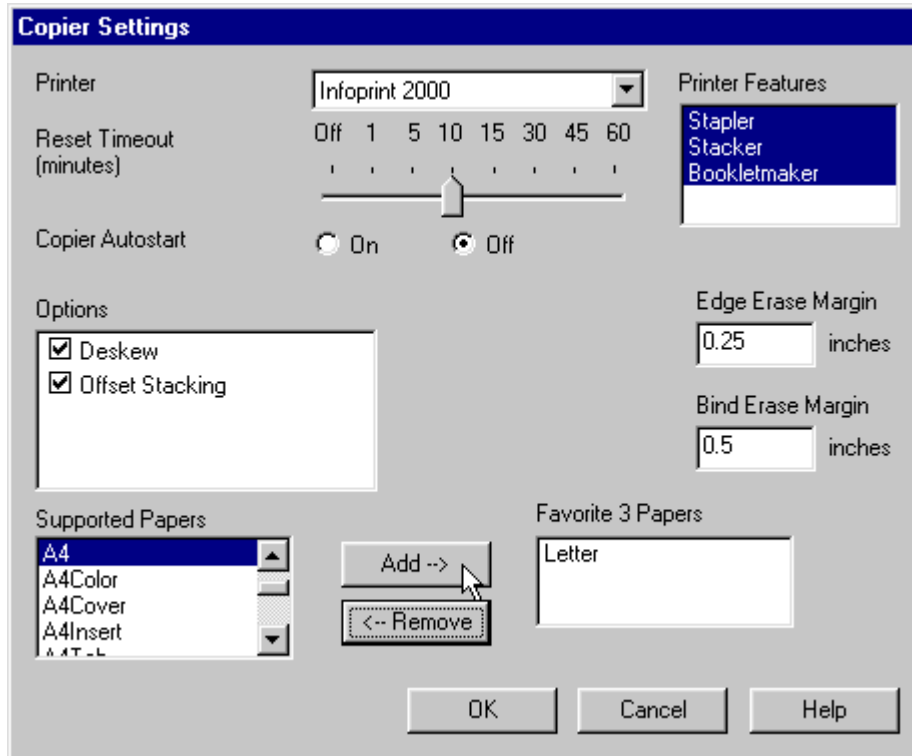 Copier Settings
Printer
Infoprint 2000
Printer Features
Reset Timeout
(minutes)
Off 1 5 10 15 30 45 60
Stapler
Stacker
Bookletmaker
Copier Autostart
On
Off
Options
Deskew
Offset Stacking
Edge Erase Margin
0.25 inches
Bind Erase Margin
0.5 inches
Supported Papers
A4
A4Color
A4Cover
A4Insert
Add -->
<-- Remove
Favorite 3 Papers
Letter
OK
Cancel
Help